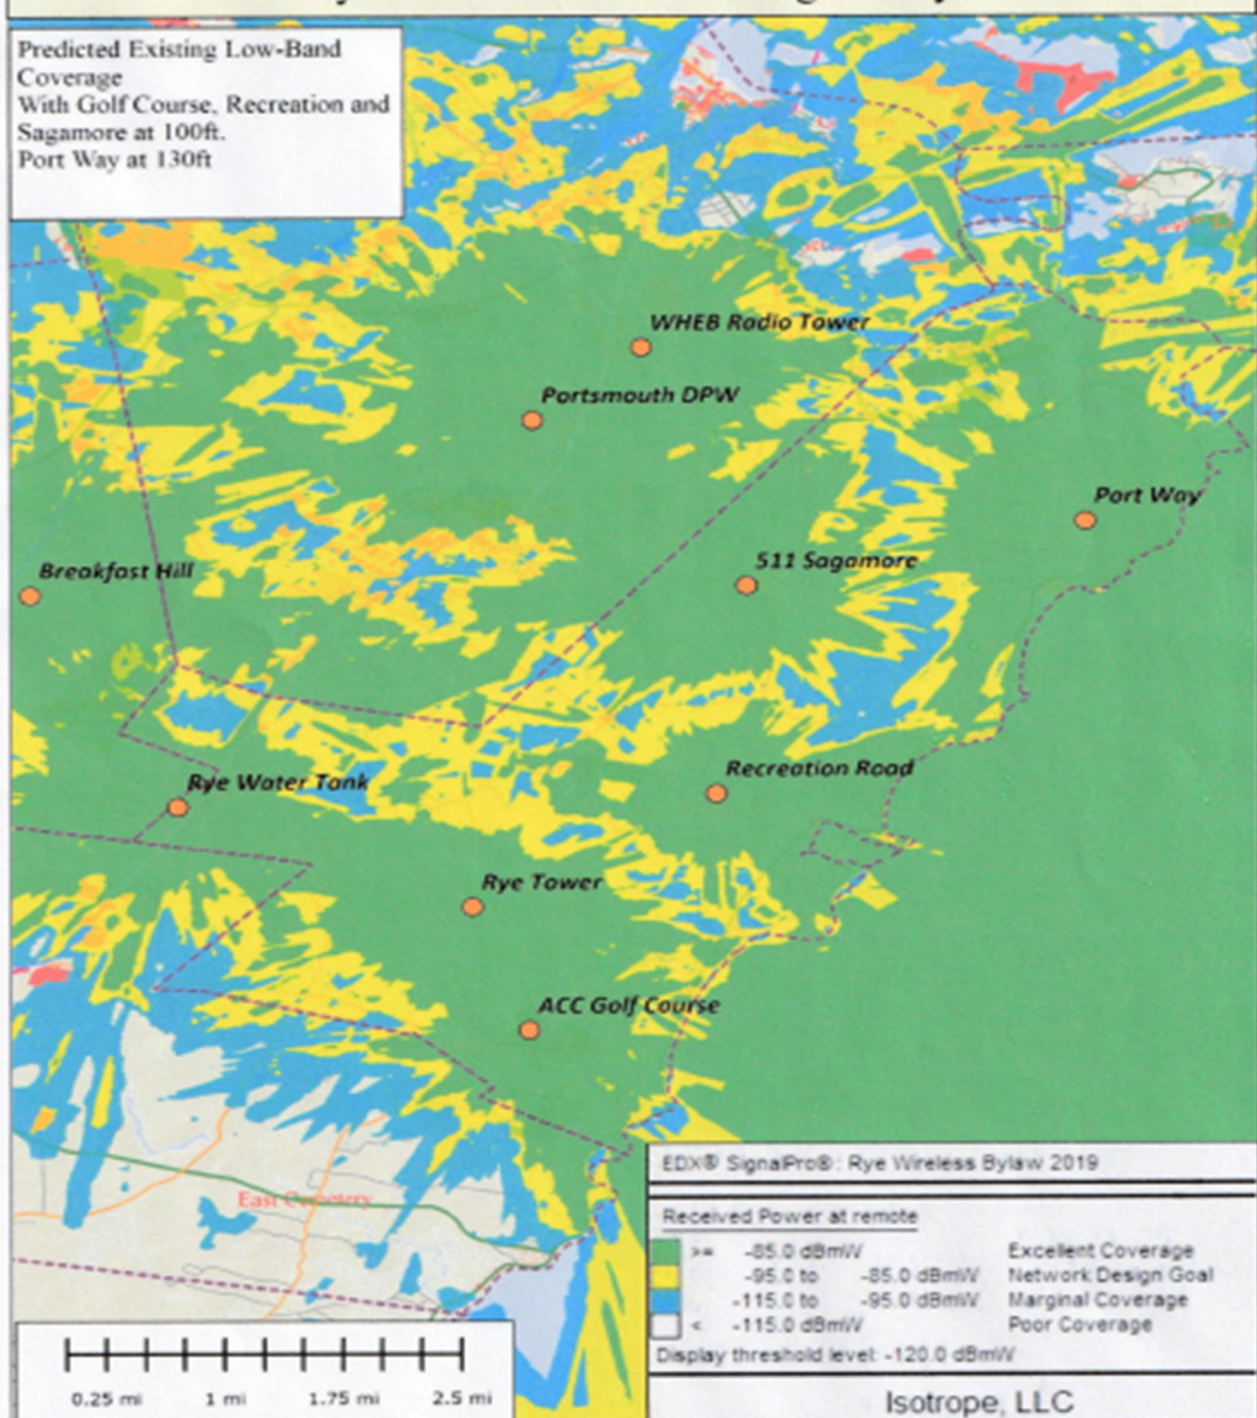 Predicted Existing Low-Band
Coverage
With Golf Course, Recreation and
Sagamore at 100ft.
Port Way at 130ft
WHEB Radio Tower
Portsmouth DPW
Port Way
511 Sagamore
Breakfast Hill
Recreation Road
Rye Water Tank
Rye Tower
ACC Golf Course
East Cemetery
EDX® SignalPro®: Rye Wireless Bylaw 2019
Received Power at remote
>= -85.0 dBmW Excellent Coverage
-95.0 to -85.0 dBmW Network Design Goal
-115.0 to -95.0 dBmW Marginal Coverage
< -115.0 dBmW Poor Coverage
Display threshold level: -120.0 dBmW
0.25 mi 1 mi 1.75 mi 2.5 mi
Isotrope, LLC